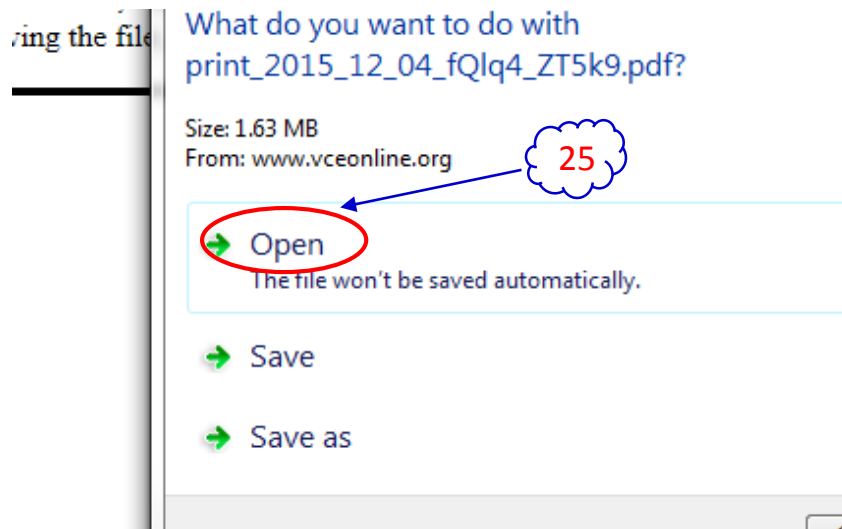 ving the file
What do you want to do with
print_2015_12_04_fQlq4_ZT5k9.pdf?
Size: 1.63 MB
From: www.vceonline.org
25
Open
The file won't be saved automatically.
Save
Save as